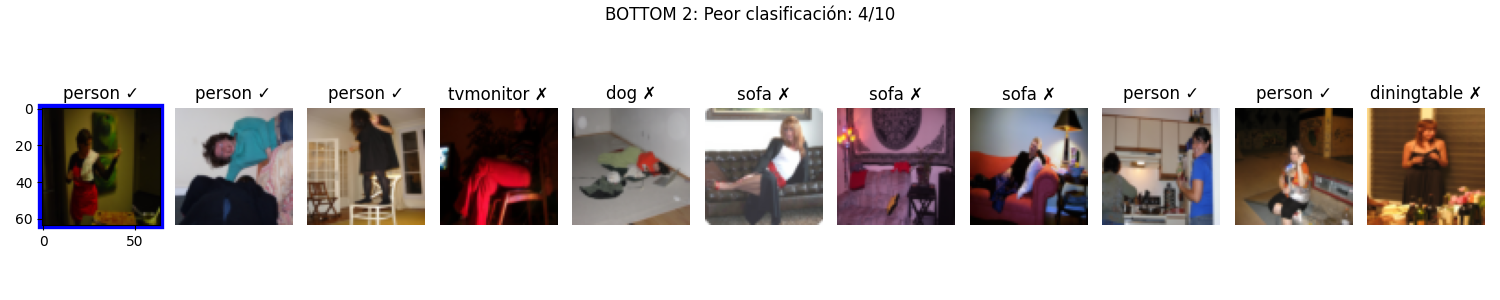 BOTTOM 2: Peor clasificación: 4/10
person ✓ person ✓ person ✓ tvmonitor ✗ dog ✗ sofa ✗ sofa ✗ sofa ✗ person ✓ person ✓ diningtable ✗
0
20
40
60
0 50